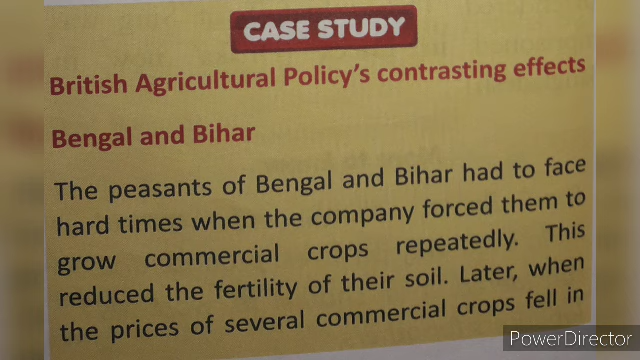 CASE STUDY
British Agricultural Policy's contrasting effects
Bengal and Bihar
The peasants of Bengal and Bihar had to face
hard times when the company forced them to
grow commercial crops repeatedly. This
reduced the fertility of their soil. Later, when
the prices of several commercial crops fell in
PowerDirector